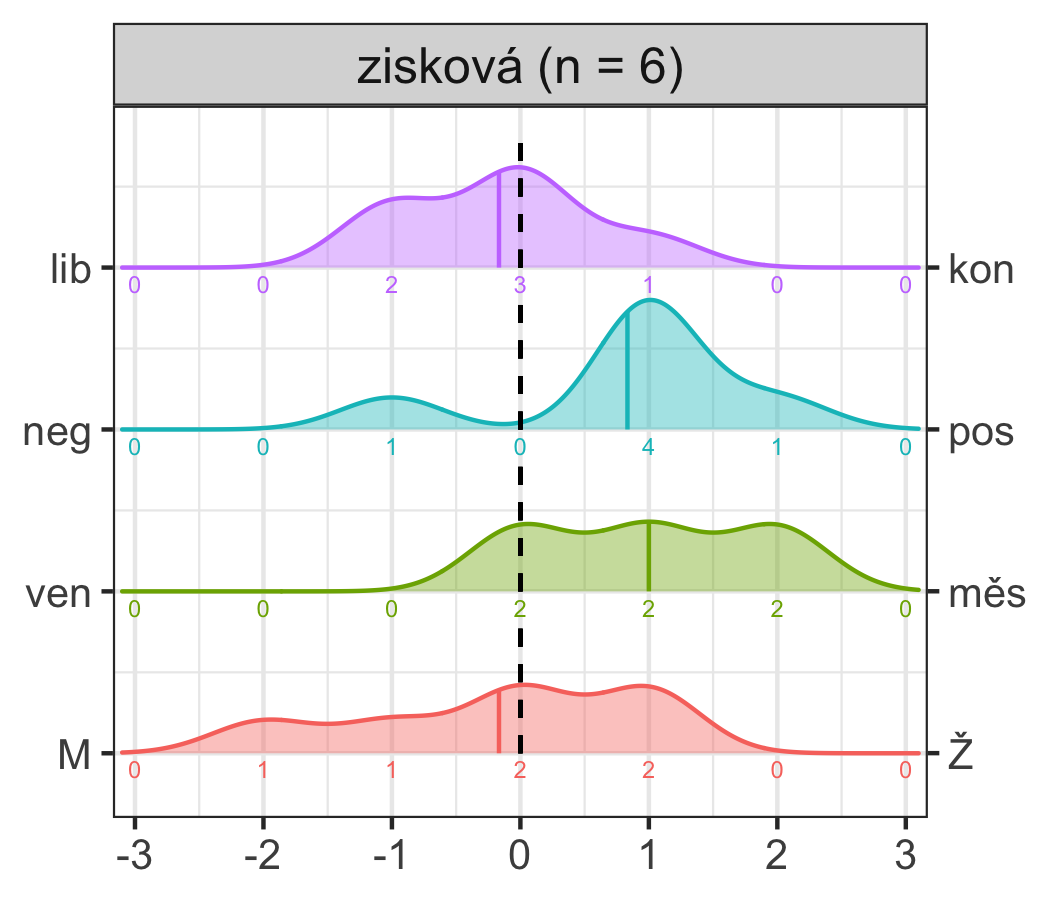 zisková (n = 6)
lib kon
0 0 2 3 1 0 0
neg pos
0 0 1 0 4 1 0
ven měs
0 0 0 2 2 2 0
M Ž
0 1 1 2 2 0 0
-3 -2 -1 0 1 2 3